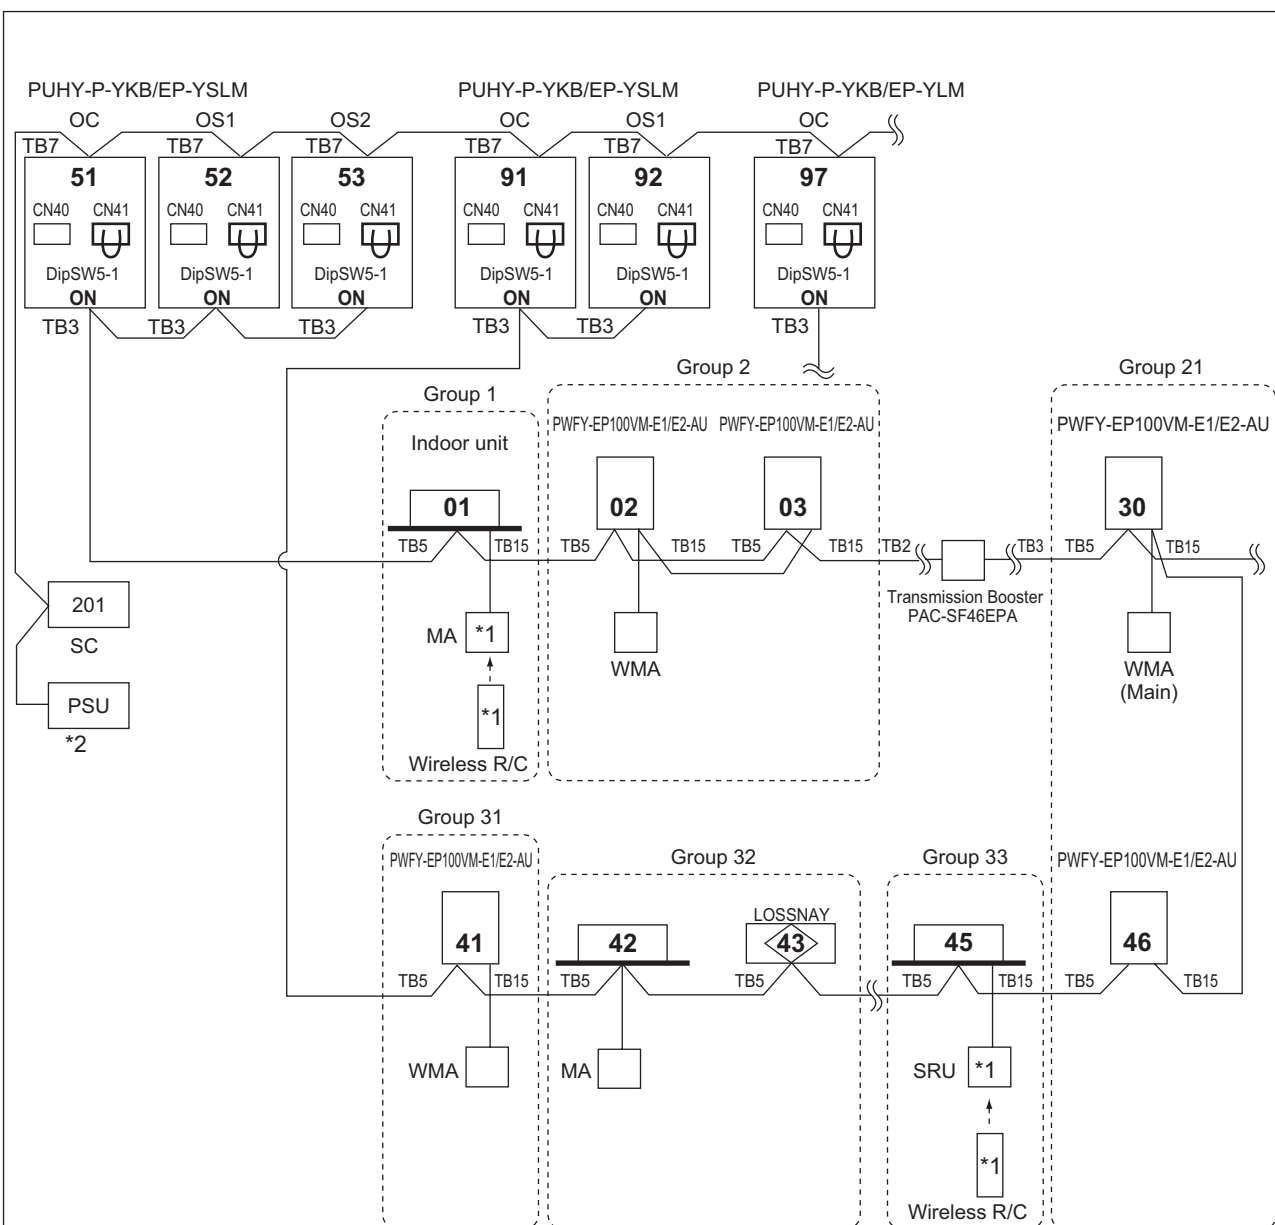 PUHY-P-YKB/EP-YSLM PUHY-P-YKB/EP-YSLM PUHY-P-YKB/EP-YLM
OC OS1 OS2 OC OS1 OC
TB7 TB7 TB7 TB7 TB7 TB7
51 52 53 91 92 97
CN40 CN41 CN40 CN41 CN40 CN41 CN40 CN41 CN40 CN41 CN40 CN41
DipSW5-1 DipSW5-1 DipSW5-1 DipSW5-1 DipSW5-1 DipSW5-1
ON ON ON ON ON ON
TB3 TB3 TB3 TB3 TB3 TB3
Group 1 Group 2 Group 21
Indoor unit PWFY-EP100VM-E1/E2-AU PWFY-EP100VM-E1/E2-AU PWFY-EP100VM-E1/E2-AU
01 02 03 30
TB5 TB15 TB5 TB15 TB5 TB15 TB2 TB3 TB5 TB15
Transmission Booster
PAC-SF46EPA
201
SC
MA *1 WMA WMA
(Main)
PSU
*2
*1
Wireless R/C
Group 31 Group 32 Group 33
PWFY-EP100VM-E1/E2-AU PWFY-EP100VM-E1/E2-AU
LOSSNAY
41 42 43 45 46
TB5 TB15 TB5 TB5 TB5 TB15 TB5 TB15
WMA MA SRU *1
*1
Wireless R/C